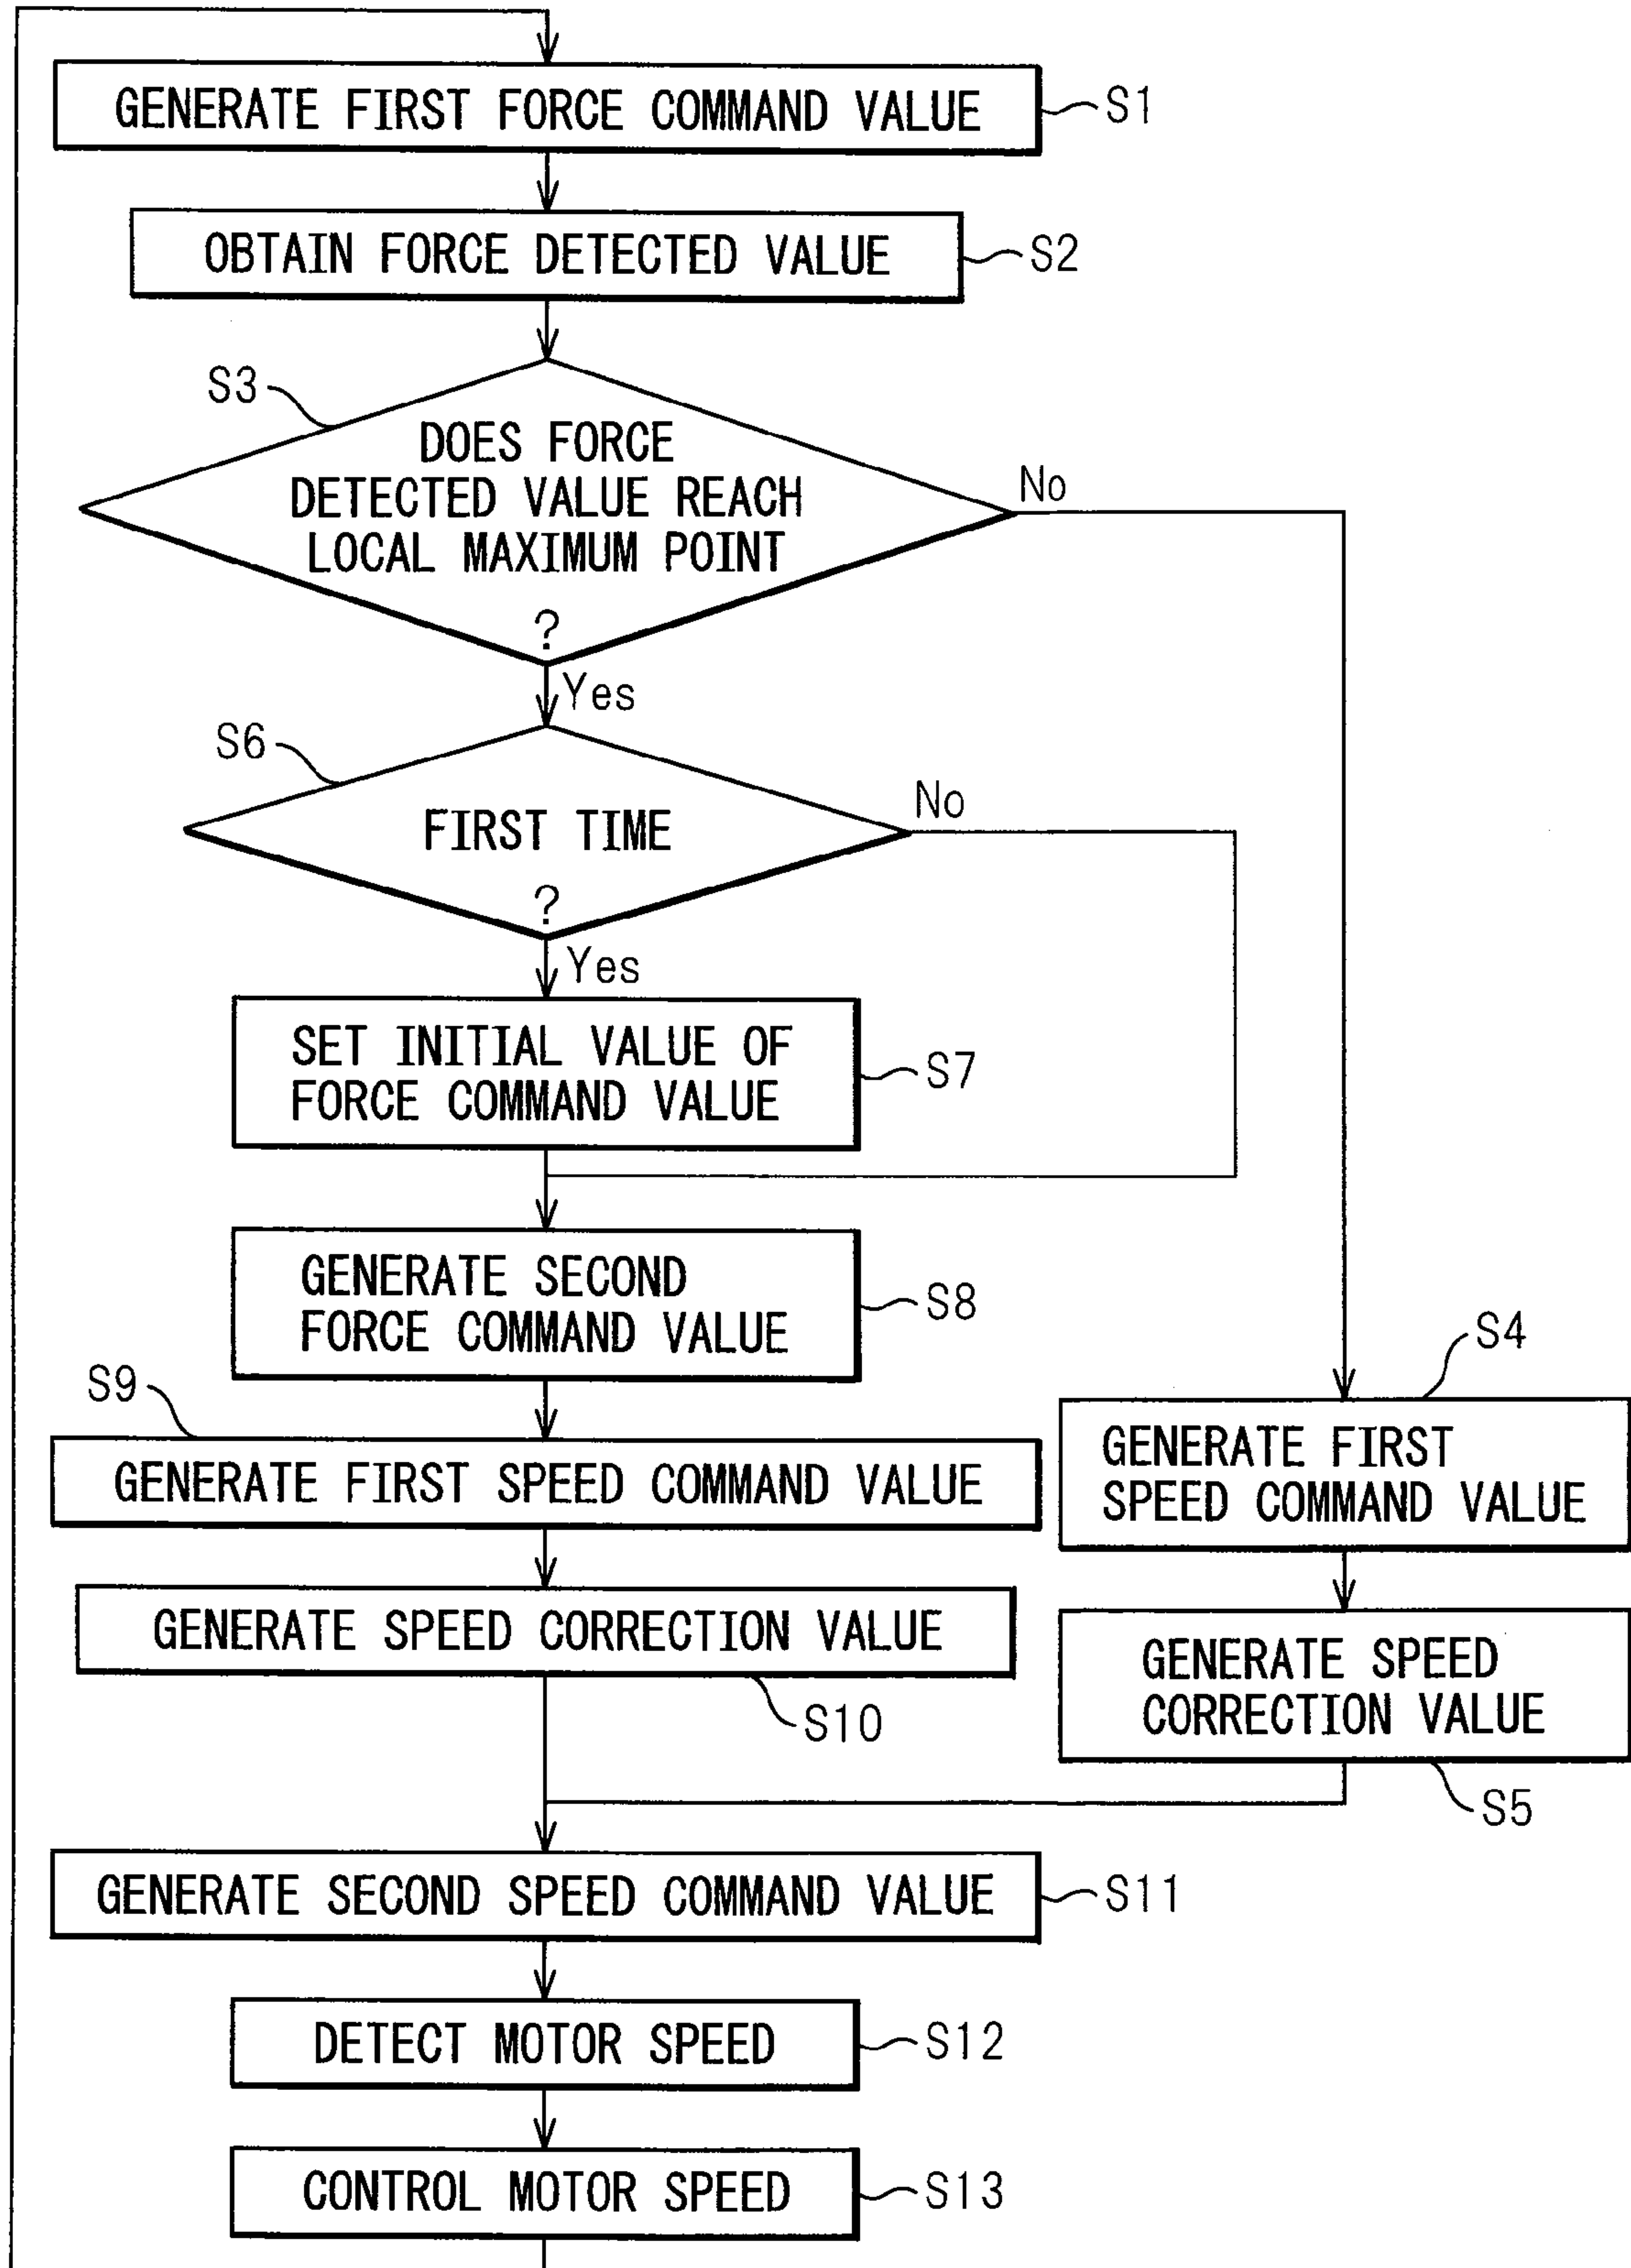 GENERATE FIRST FORCE COMMAND VALUE
S1
OBTAIN FORCE DETECTED VALUE
S2
S3
DOES FORCE
DETECTED VALUE REACH
LOCAL MAXIMUM POINT
?
No
Yes
S6
FIRST TIME
?
No
Yes
SET INITIAL VALUE OF
FORCE COMMAND VALUE
S7
GENERATE SECOND
FORCE COMMAND VALUE
S8
S9
GENERATE FIRST SPEED COMMAND VALUE
S4
GENERATE FIRST
SPEED COMMAND VALUE
GENERATE SPEED CORRECTION VALUE
S10
GENERATE SPEED
CORRECTION VALUE
S5
GENERATE SECOND SPEED COMMAND VALUE
S11
DETECT MOTOR SPEED
S12
CONTROL MOTOR SPEED
S13